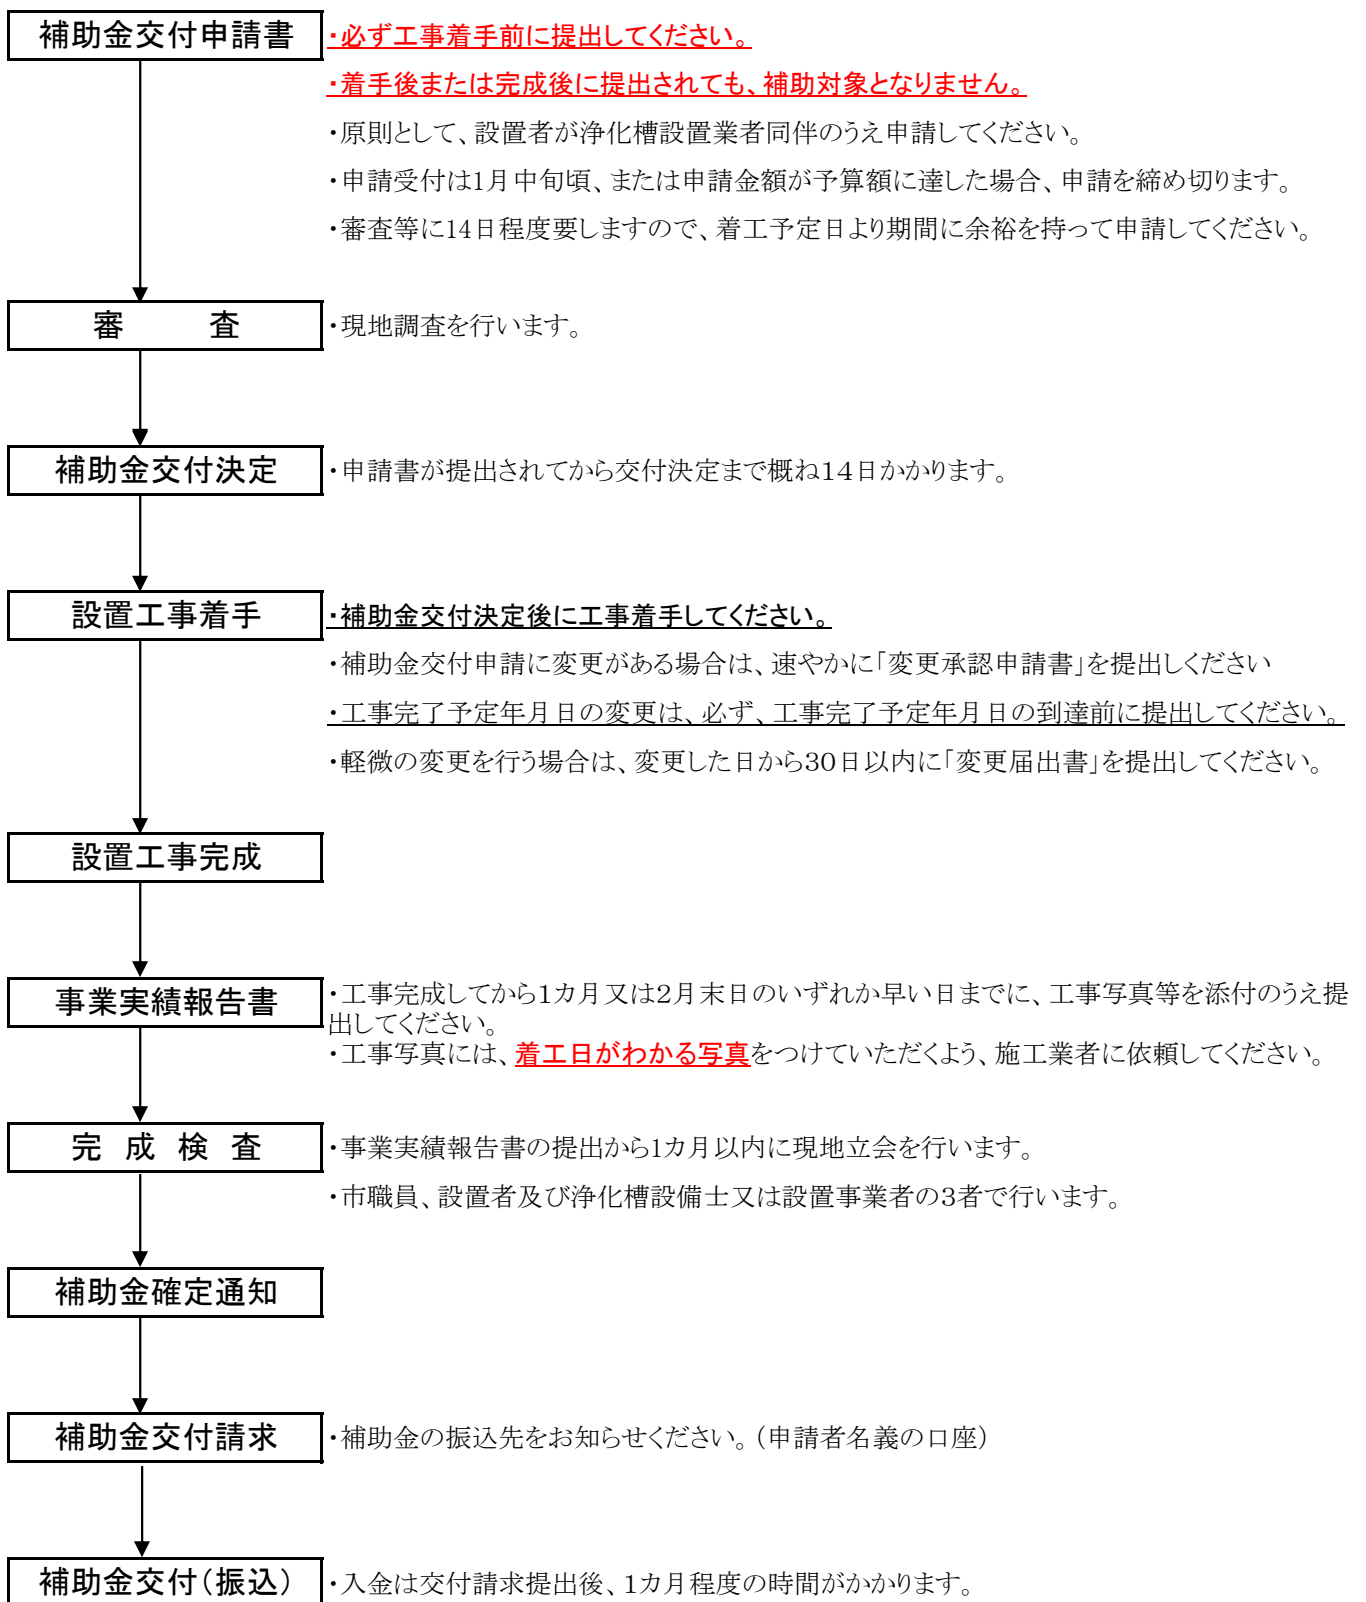 補助金交付申請書
・必ず工事着手前に提出してください。
・着手後または完成後に提出されても、補助対象となりません。
・原則として、設置者が浄化槽設置業者同伴のうえ申請してください。
・申請受付は1月中旬頃、または申請金額が予算額に達した場合、申請を締め切ります。
・審査等に14日程度要しますので、着工予定日より期間に余裕を持って申請してください。
審　　査
・現地調査を行います。
補助金交付決定
・申請書が提出されてから交付決定まで概ね14日かかります。
設置工事着手
・補助金交付決定後に工事着手してください。
・補助金交付申請に変更がある場合は、速やかに「変更承認申請書」を提出しください
・工事完了予定年月日の変更は、必ず、工事完了予定年月日の到達前に提出してください。
・軽微の変更を行う場合は、変更した日から30日以内に「変更届出書」を提出してください。
設置工事完成
事業実績報告書
・工事完成してから1カ月又は2月末日のいずれか早い日までに、工事写真等を添付のうえ提
出してください。
・工事写真には、着工日がわかる写真をつけていただくよう、施工業者に依頼してください。
完 成 検 査
・事業実績報告書の提出から1カ月以内に現地立会を行います。
・市職員、設置者及び浄化槽設備士又は設置事業者の3者で行います。
補助金確定通知
補助金交付請求
・補助金の振込先をお知らせください。（申請者名義の口座）
補助金交付（振込）
・入金は交付請求提出後、1カ月程度の時間がかかります。